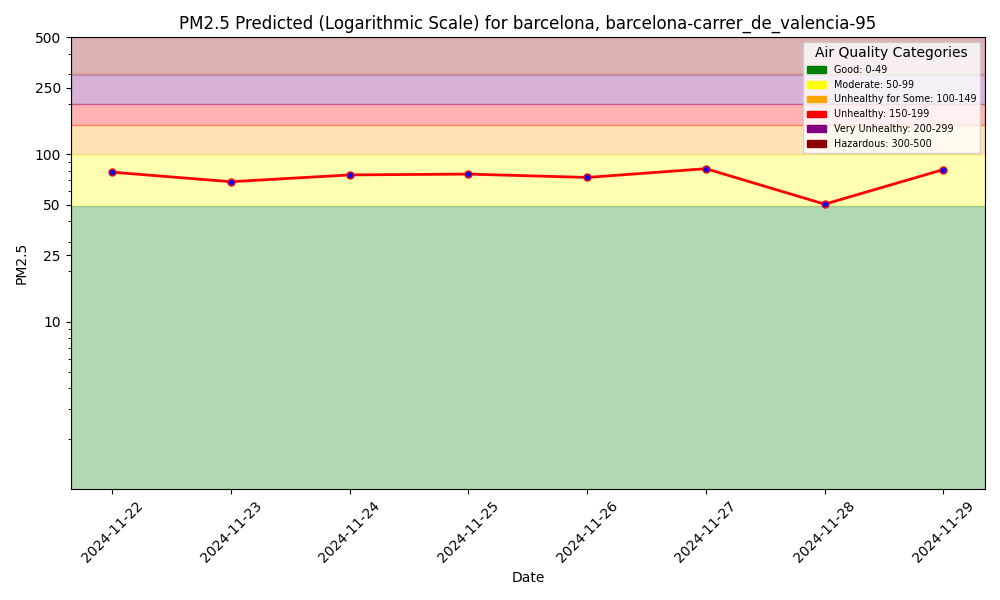 PM2.5 Predicted (Logarithmic Scale) for barcelona, barcelona-carrer_de_valencia-95
Air Quality Categories
Good: 0-49
Moderate: 50-99
Unhealthy for Some: 100-149
Unhealthy: 150-199
Very Unhealthy: 200-299
Hazardous: 300-500
500
250
100
50
25
10
PM2.5
2024-11-22
2024-11-23
2024-11-24
2024-11-25
2024-11-26
2024-11-27
2024-11-28
2024-11-29
Date